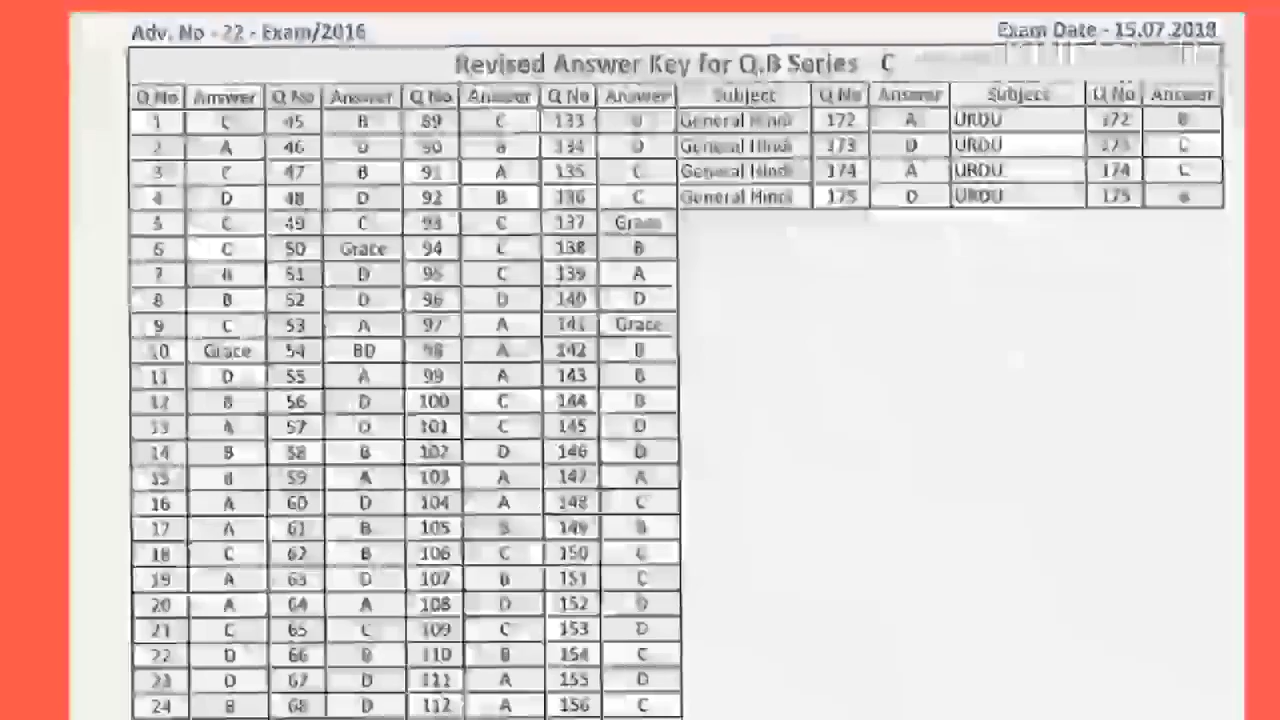 Adv. No - 22 - Exam/2016 Exam Date - 15.07.2018
Revised Answer Key for Q.B Series C
Q No Answer Q No Answer Q No Answer Q No Answer Subject Q No Answer Subject Q No Answer
1 C 45 B 89 C 133 General Hindi 172 A URDU 172
2 A 46 90 134 D General Hindi 173 D URDU 173
3 C 47 B 91 A 135 C General Hindi 174 A URDU 174 C
4 D 48 D 92 B 136 C General Hindi 175 D URDU 175
5 C 49 C 93 C 137 Grace
6 C 50 Grace 94 C 138 B
7 51 D 95 C 139 A
8 B 52 D 96 D 140 D
9 C 53 A 97 A 141 Grace
10 Grace 54 BD 98 A 142
11 D 55 A 99 A 143 B
12 B 56 D 100 C 144 B
13 A 57 101 C 145 D
14 B 58 B 102 D 146 D
15 59 A 103 A 147 A
16 A 60 D 104 A 148 C
17 A 61 B 105 149
18 C 62 B 106 C 150
19 A 63 D 107 B 151 C
20 A 64 A 108 D 152
21 C 65 C 109 C 153 D
22 D 66 110 B 154 C
23 D 67 D 111 A 155 D
24 B 68 D 112 A 156 C